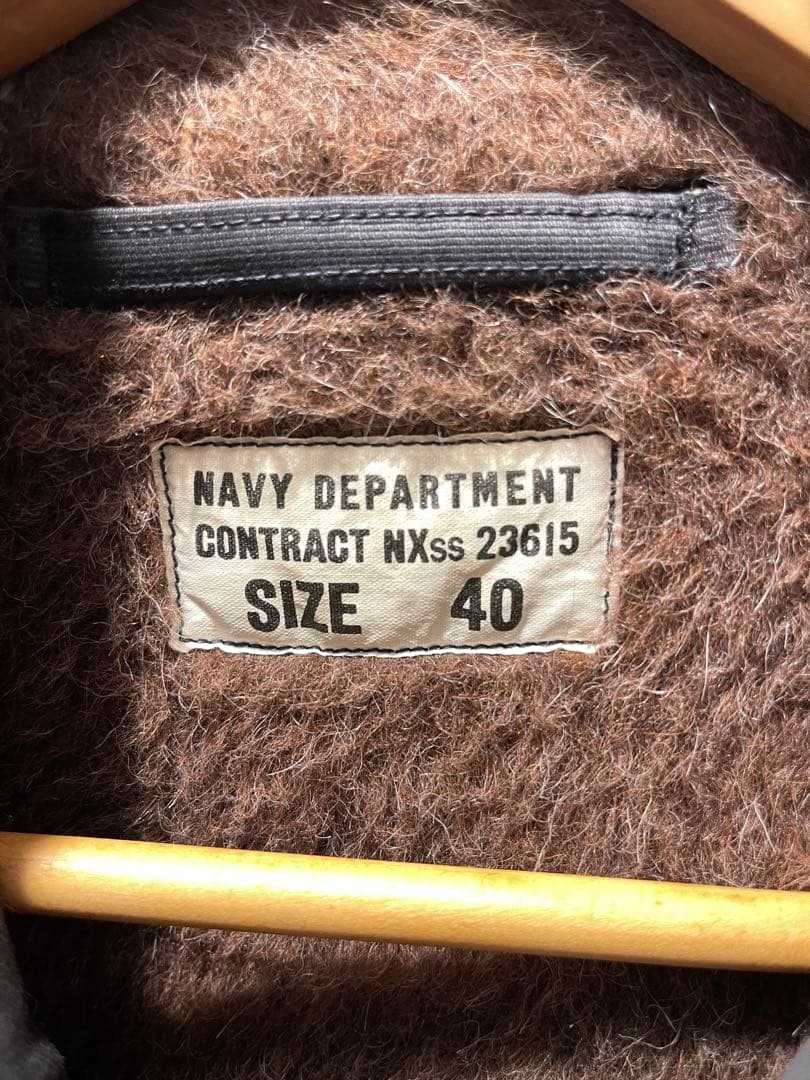 NAVY DEPARTMENT
CONTRACT NXss 23615
SIZE 40